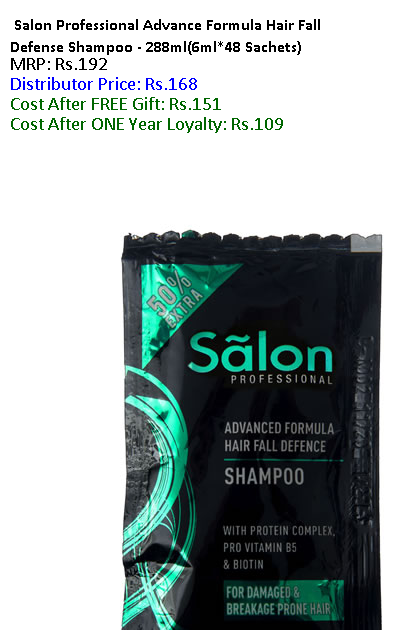 Salon Professional Advance Formula Hair Fall
Defense Shampoo - 288ml(6ml*48 Sachets)
MRP: Rs.192
Distributor Price: Rs.168
Cost After FREE Gift: Rs.151
Cost After ONE Year Loyalty: Rs.109
50%
EXTRA
Sãlon
PROFESSIONAL
ADVANCED FORMULA
HAIR FALL DEFENCE
SHAMPOO
WITH PROTEIN COMPLEX,
PRO VITAMIN B5
& BIOTIN
FOR DAMAGED &
BREAKAGE PRONE HAIR